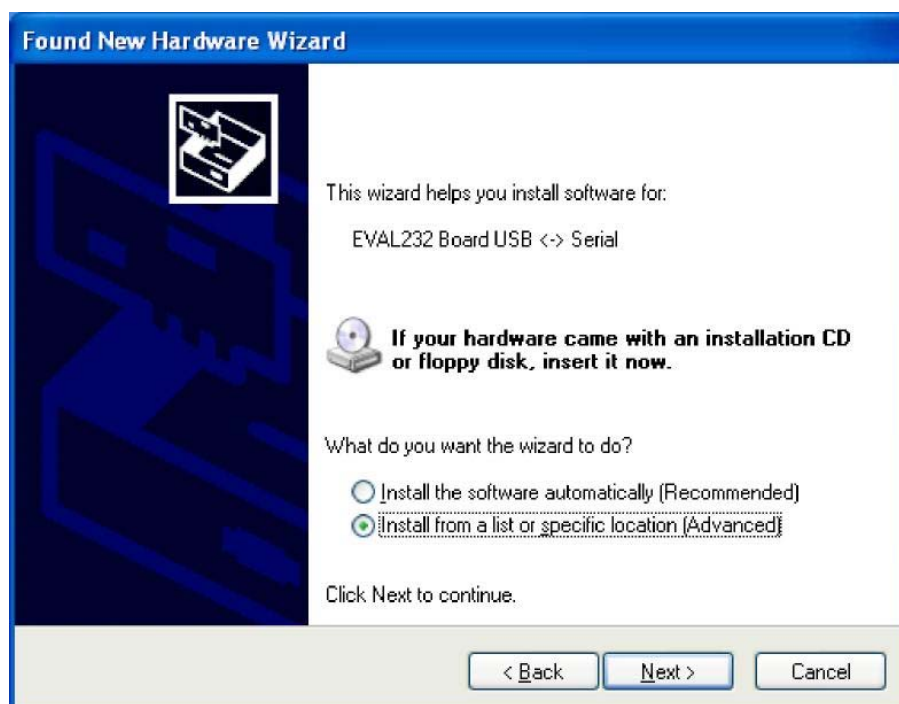 Found New Hardware Wizard
This wizard helps you install software for:
EVAL232 Board USB <-> Serial
If your hardware came with an installation CD
or floppy disk, insert it now.
What do you want the wizard to do?
Install the software automatically (Recommended)
Install from a list or specific location (Advanced)
Click Next to continue.
< Back
Next >
Cancel